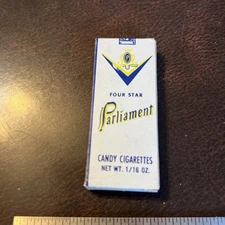 FOUR STAR
Parliament
CANDY CIGARETTES
NET WT. 1/16 OZ.